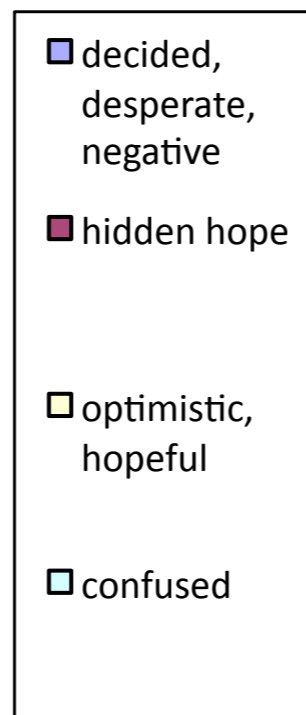 decided,
desperate,
negative
hidden hope
optimistic,
hopeful
confused